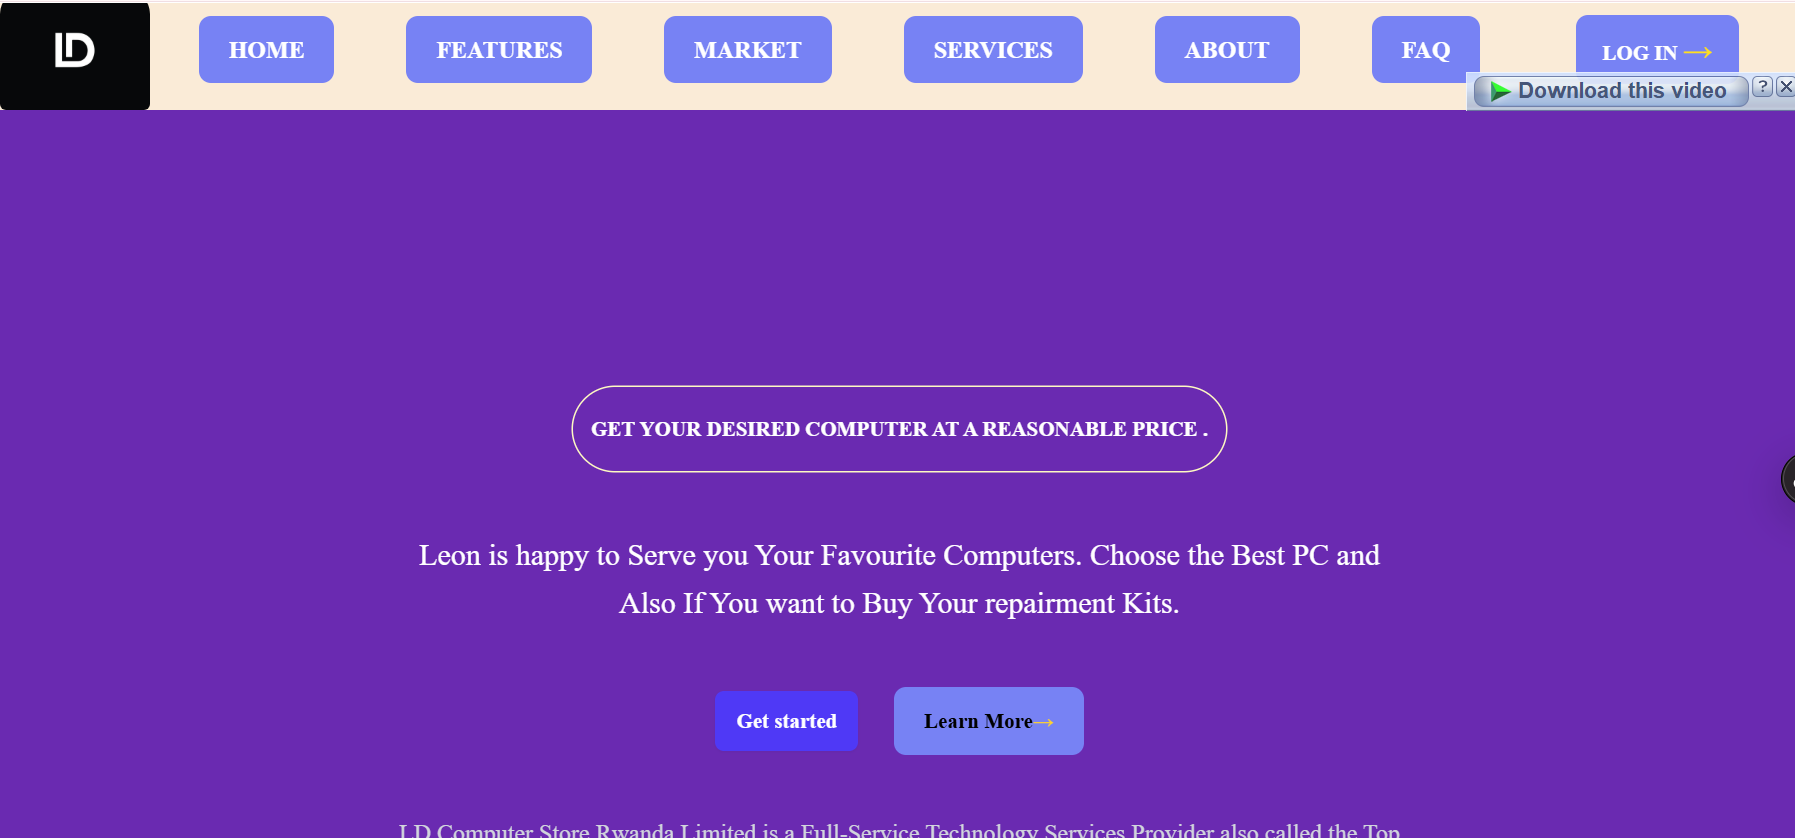 LD
HOME FEATURES MARKET SERVICES ABOUT FAQ LOG IN →
Download this video ? X
GET YOUR DESIRED COMPUTER AT A REASONABLE PRICE .
Leon is happy to Serve you Your Favourite Computers. Choose the Best PC and
Also If You want to Buy Your repairment Kits.
Get started Learn More→
LD Computer Store Rwanda Limited is a Full-Service Technology Services Provider also called the Top